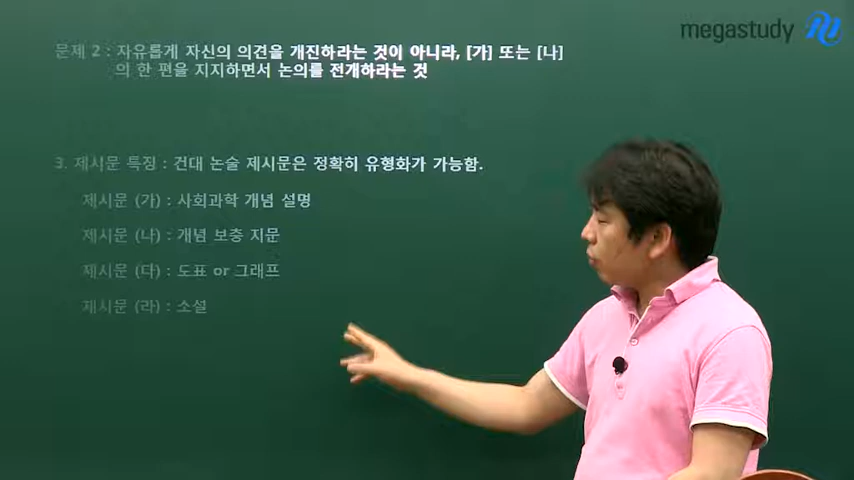 megastudy
문제 2 : 자유롭게 자신의 의견을 개진하라는 것이 아니라, [가] 또는 [나]
의 한 편을 지지하면서 논의를 전개하라는 것
3. 제시문 특징 : 건대 논술 제시문은 정확히 유형화가 가능함.
제시문 (가) : 사회과학 개념 설명
제시문 (나) : 개념 보충 지문
제시문 (다) : 도표 or 그래프
제시문 (라) : 소설